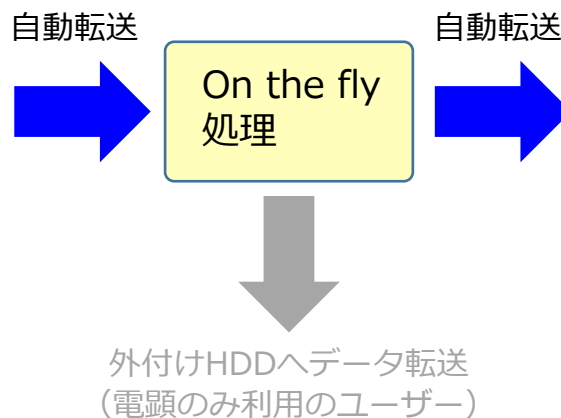 自動転送
自動転送
On the fly
処理
外付けHDDへデータ転送
（電顕のみ利用のユーザー）